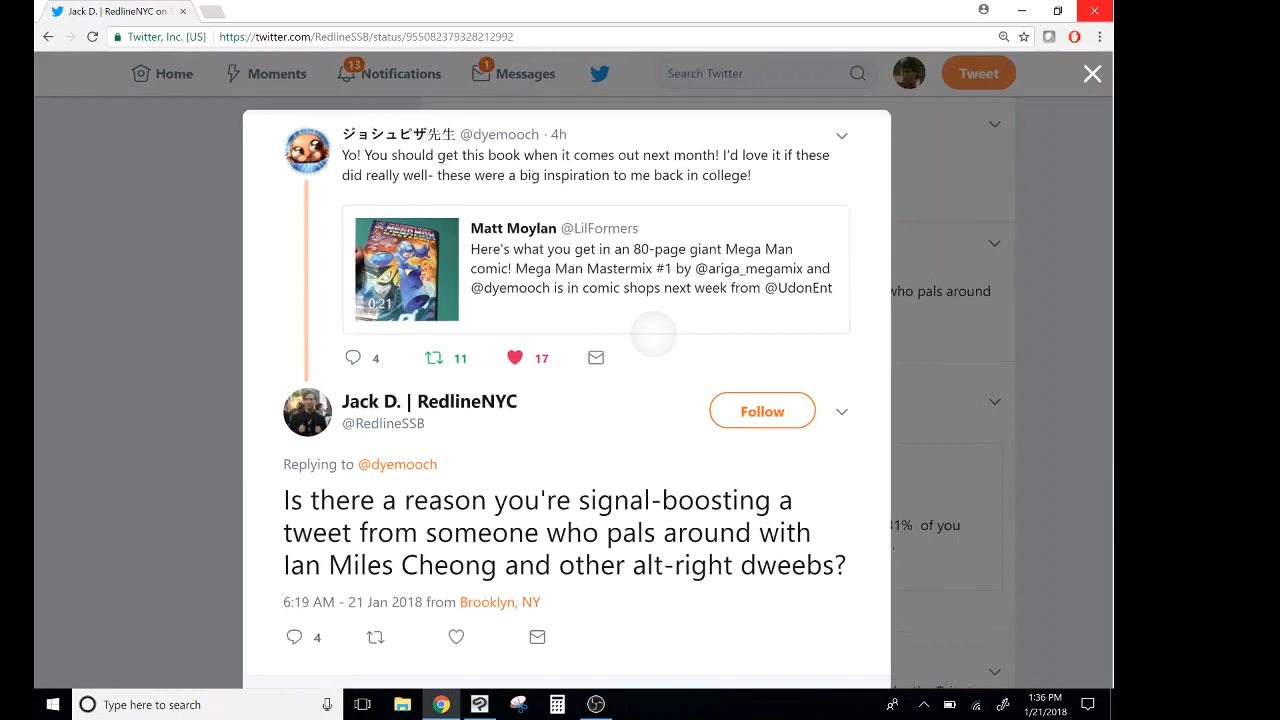 Jack D. | RedlineNYC on T
Twitter, Inc. [US]
https://twitter.com/RedlineSSB/status/955082379328212992
Home
Moments
13
Notifications
1
Messages
Search Twitter
Tweet
ジョシュピザ先生 @dyemooch · 4h
Yo! You should get this book when it comes out next month! I'd love it if these
did really well- these were a big inspiration to me back in college!
Matt Moylan @LilFormers
Here's what you get in an 80-page giant Mega Man
comic! Mega Man Mastermix #1 by @ariga_megamix and
@dyemooch is in comic shops next week from @UdonEnt
0:21
4
11
17
Jack D. | RedlineNYC
@RedlineSSB
Follow
Replying to @dyemooch
Is there a reason you're signal-boosting a
tweet from someone who pals around with
Ian Miles Cheong and other alt-right dweebs?
6:19 AM - 21 Jan 2018 from Brooklyn, NY
4
who pals around
31% of you
Type here to search
1:36 PM
1/21/2018